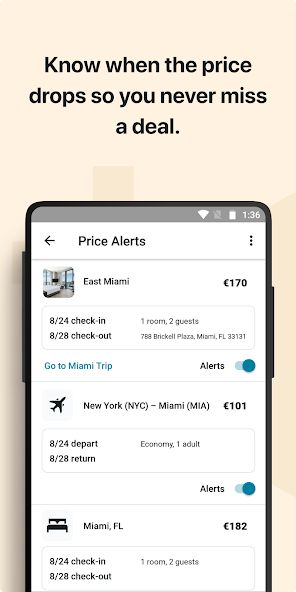 Know when the price
drops so you never miss
a deal.
1:36
Price Alerts
East Miami
€170
8/24 check-in
1 room, 2 guests
8/28 check-out
788 Brickell Plaza, Miami, FL 33131
Go to Miami Trip
Alerts
New York (NYC) – Miami (MIA)
€101
8/24 depart
Economy, 1 adult
8/28 return
Alerts
Miami, FL
€182
8/24 check-in
1 room, 2 guests
8/28 check-out